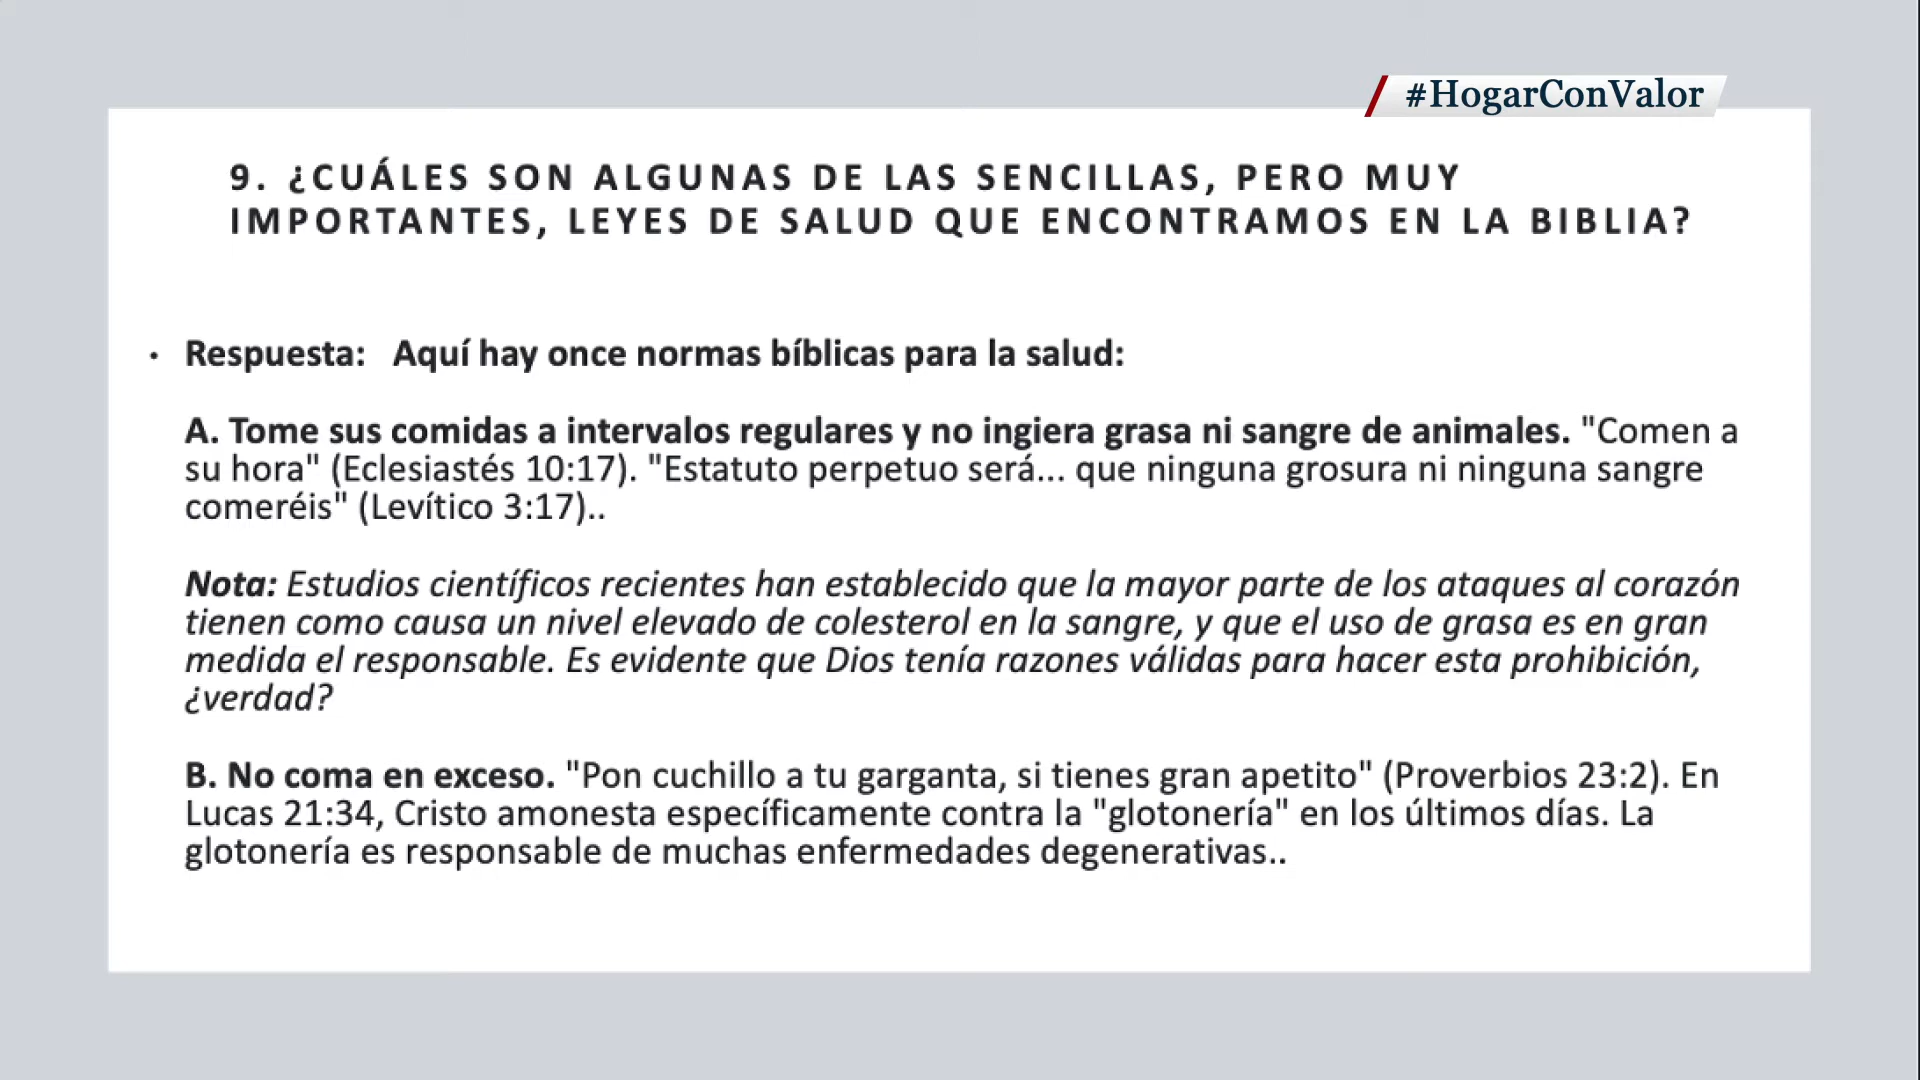 #HogarConValor
9. ¿CUÁLES SON ALGUNAS DE LAS SENCILLAS, PERO MUY
IMPORTANTES, LEYES DE SALUD QUE ENCONTRAMOS EN LA BIBLIA?
• Respuesta: Aquí hay once normas bíblicas para la salud:
A. Tome sus comidas a intervalos regulares y no ingiera grasa ni sangre de animales. "Comen a
su hora" (Eclesiastés 10:17). "Estatuto perpetuo será... que ninguna grosura ni ninguna sangre
comeréis" (Levítico 3:17)..
Nota: Estudios científicos recientes han establecido que la mayor parte de los ataques al corazón
tienen como causa un nivel elevado de colesterol en la sangre, y que el uso de grasa es en gran
medida el responsable. Es evidente que Dios tenía razones válidas para hacer esta prohibición,
¿verdad?
B. No coma en exceso. "Pon cuchillo a tu garganta, si tienes gran apetito" (Proverbios 23:2). En
Lucas 21:34, Cristo amonesta específicamente contra la "glotonería" en los últimos días. La
glotonería es responsable de muchas enfermedades degenerativas..